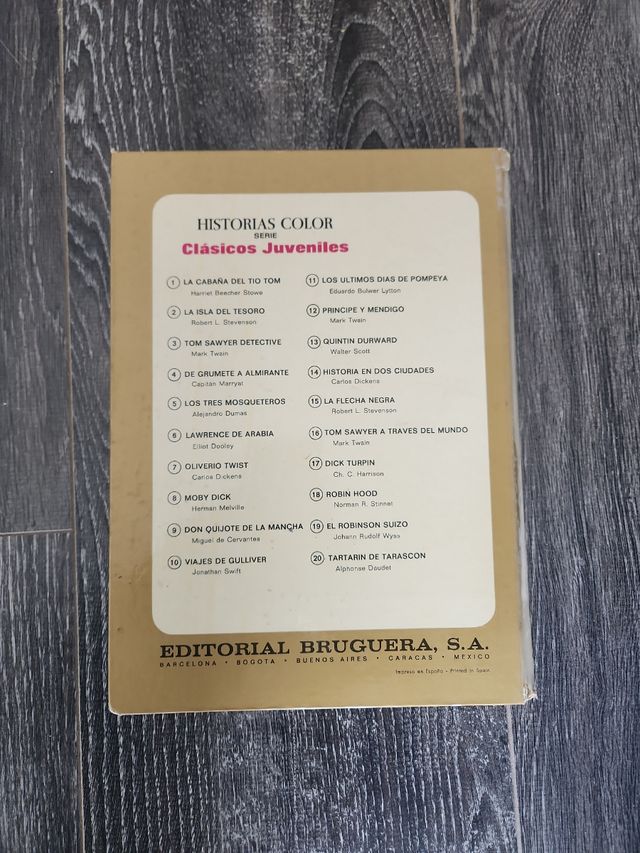 HISTORIAS COLOR
SERIE
Clásicos Juveniles
1 LA CABAÑA DEL TIO TOM
Harriet Beecher Stowe
2 LA ISLA DEL TESORO
Robert L. Stevenson
3 TOM SAWYER DETECTIVE
Mark Twain
4 DE GRUMETE A ALMIRANTE
Capitán Marryat
5 LOS TRES MOSQUETEROS
Alejandro Dumas
6 LAWRENCE DE ARABIA
Elliot Dooley
7 OLIVERIO TWIST
Carlos Dickens
8 MOBY DICK
Herman Melville
9 DON QUIJOTE DE LA MANCHA
Miguel de Cervantes
10 VIAJES DE GULLIVER
Jonathan Swift
11 LOS ULTIMOS DIAS DE POMPEYA
Eduardo Bulwer Lytton
12 PRINCIPE Y MENDIGO
Mark Twain
13 QUINTIN DURWARD
Walter Scott
14 HISTORIA EN DOS CIUDADES
Carlos Dickens
15 LA FLECHA NEGRA
Robert L. Stevenson
16 TOM SAWYER A TRAVES DEL MUNDO
Mark Twain
17 DICK TURPIN
Ch. C. Harrison
18 ROBIN HOOD
Norman R. Stinnet
19 EL ROBINSON SUIZO
Johann Rudolf Wyss
20 TARTARIN DE TARASCON
Alphonse Daudet
EDITORIAL BRUGUERA, S.A.
BARCELONA • BOGOTA • BUENOS AIRES • CARACAS • MEXICO
Impreso en España - Printed in Spain